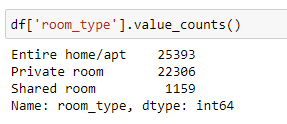 df['room_type'].value_counts()
Entire home/apt    25393
Private room       22306
Shared room         1159
Name: room_type, dtype: int64